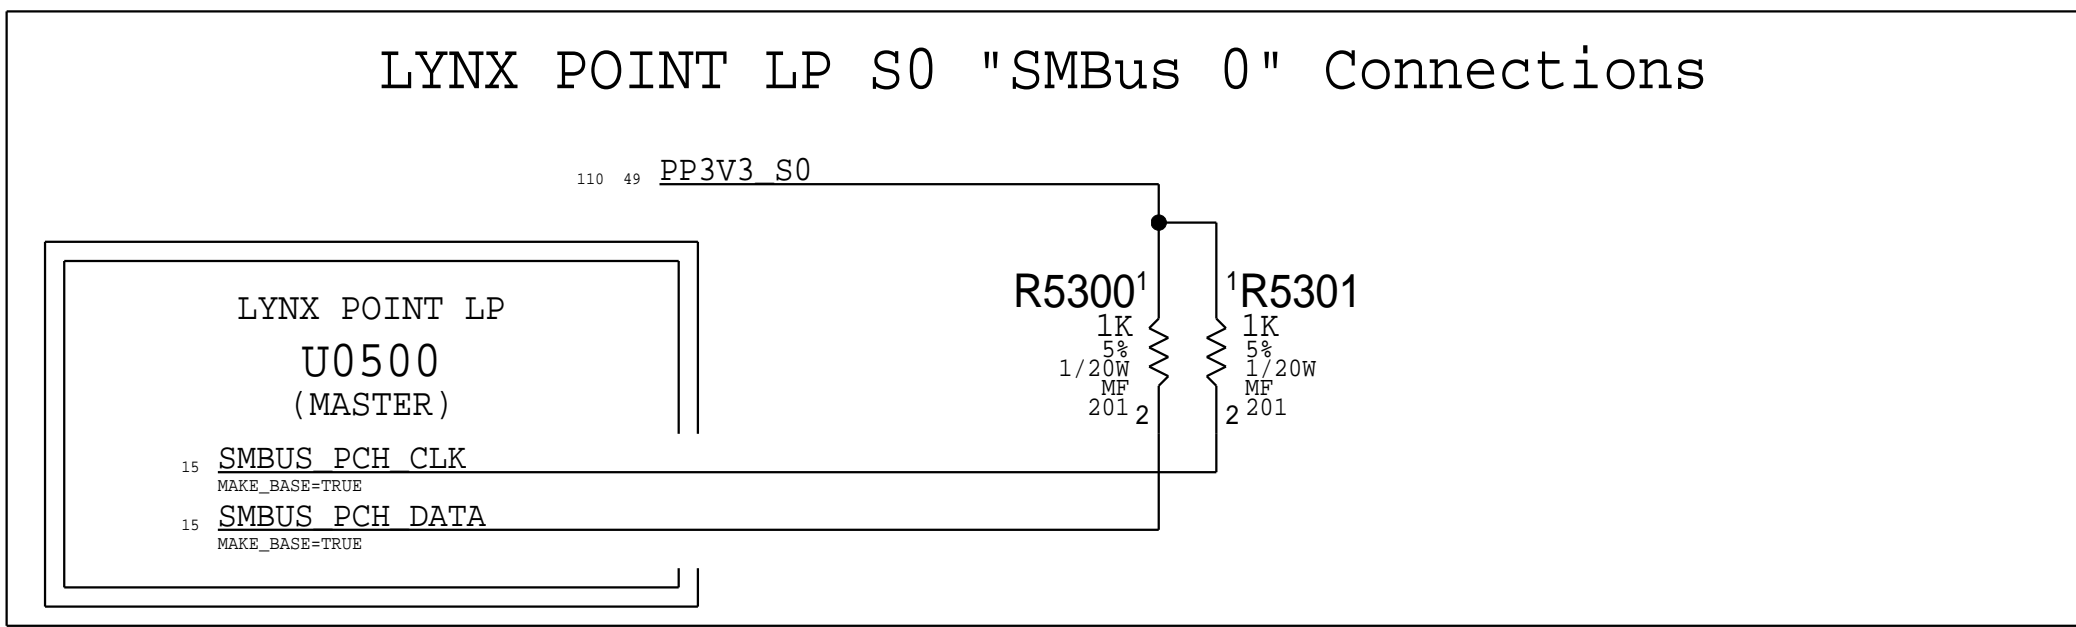 LYNX POINT LP S0 "SMBus 0" Connections
110 49 PP3V3_S0
LYNX POINT LP
U0500
(MASTER)
15 SMBUS_PCH_CLK
MAKE_BASE=TRUE
15 SMBUS_PCH_DATA
MAKE_BASE=TRUE
R5300 1
1K
5%
1/20W
MF
201 2
1 R5301
1K
5%
1/20W
MF
2 201